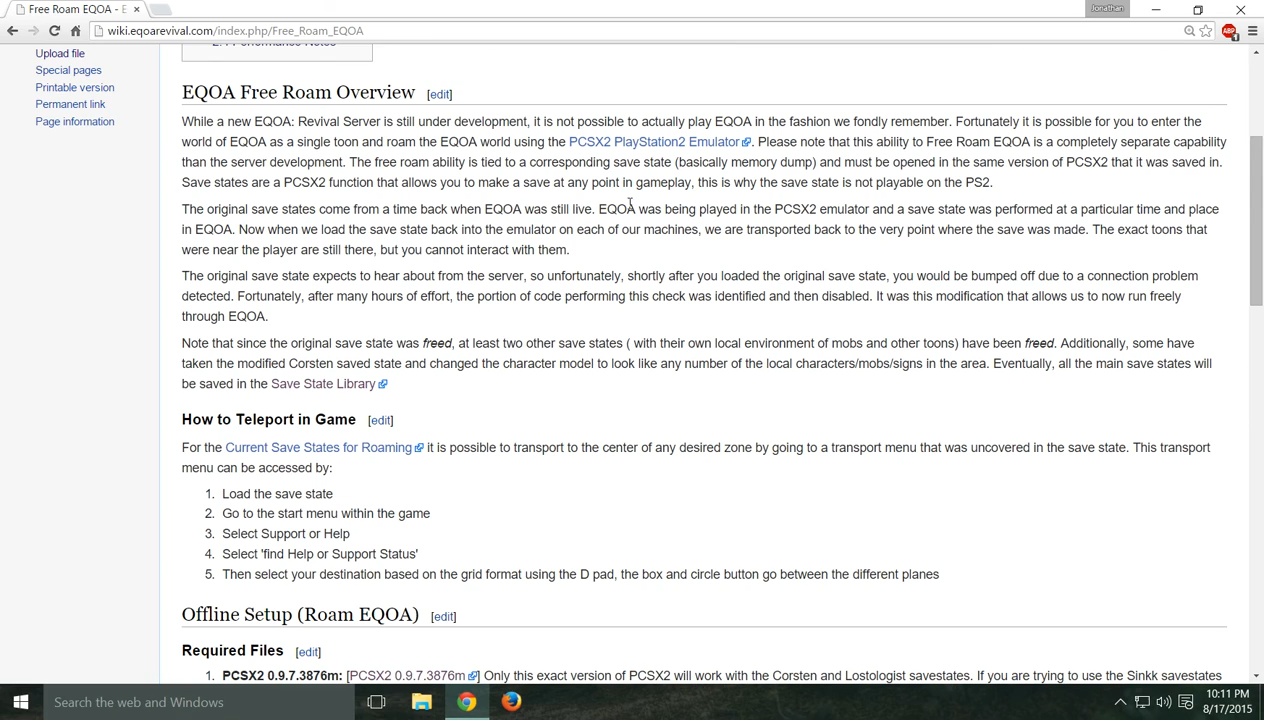 Free Roam EQOA - E
Jonathan
wiki.eqoarevival.com/index.php/Free_Roam_EQOA
ABP
1
Upload file
Special pages
Printable version
Permanent link
Page information
EQOA Free Roam Overview [edit]
While a new EQOA: Revival Server is still under development, it is not possible to actually play EQOA in the fashion we fondly remember. Fortunately it is possible for you to enter the
world of EQOA as a single toon and roam the EQOA world using the PCSX2 PlayStation2 Emulator. Please note that this ability to Free Roam EQOA is a completely separate capability
than the server development. The free roam ability is tied to a corresponding save state (basically memory dump) and must be opened in the same version of PCSX2 that it was saved in.
Save states are a PCSX2 function that allows you to make a save at any point in gameplay, this is why the save state is not playable on the PS2.
The original save states come from a time back when EQOA was still live. EQOA was being played in the PCSX2 emulator and a save state was performed at a particular time and place
in EQOA. Now when we load the save state back into the emulator on each of our machines, we are transported back to the very point where the save was made. The exact toons that
were near the player are still there, but you cannot interact with them.
The original save state expects to hear about from the server, so unfortunately, shortly after you loaded the original save state, you would be bumped off due to a connection problem
detected. Fortunately, after many hours of effort, the portion of code performing this check was identified and then disabled. It was this modification that allows us to now run freely
through EQOA.
Note that since the original save state was freed, at least two other save states ( with their own local environment of mobs and other toons) have been freed. Additionally, some have
taken the modified Corsten saved state and changed the character model to look like any number of the local characters/mobs/signs in the area. Eventually, all the main save states will
be saved in the Save State Library
How to Teleport in Game [edit]
For the Current Save States for Roaming it is possible to transport to the center of any desired zone by going to a transport menu that was uncovered in the save state. This transport
menu can be accessed by:
1. Load the save state
2. Go to the start menu within the game
3. Select Support or Help
4. Select 'find Help or Support Status'
5. Then select your destination based on the grid format using the D pad, the box and circle button go between the different planes
Offline Setup (Roam EQOA) [edit]
Required Files [edit]
1. PCSX2 0.9.7.3876m: [PCSX2 0.9.7.3876m] Only this exact version of PCSX2 will work with the Corsten and Lostologist savestates. If you are trying to use the Sinkk savestates
Search the web and Windows
10:11 PM
8/17/2015